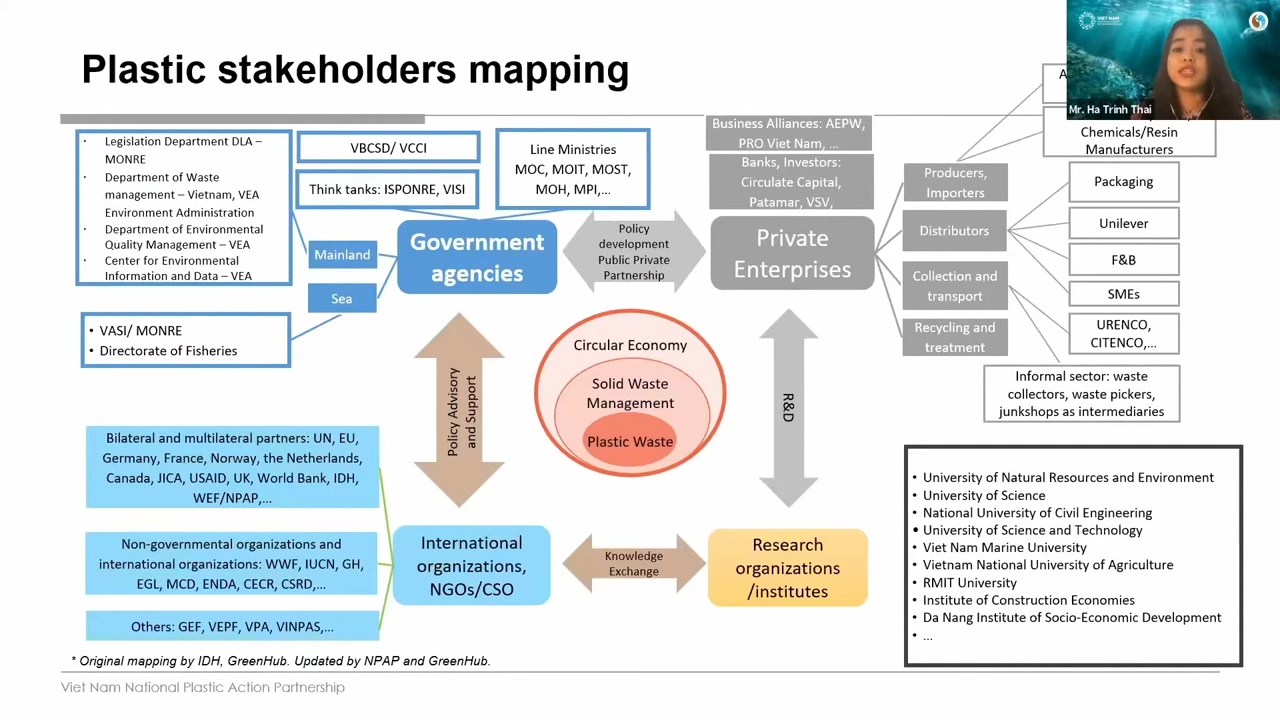 Plastic stakeholders mapping
VIET NAM
Mr. Ha Trinh Thai
• Legislation Department DLA –
MONRE
• Department of Waste
management – Vietnam, VEA
Environment Administration
• Department of Environmental
Quality Management – VEA
• Center for Environmental
Information and Data – VEA
VBCSD/ VCCI
Think tanks: ISPONRE, VISI
Line Ministries
MOC, MOIT, MOST,
MOH, MPI,...
Mainland
Sea
• VASI/ MONRE
• Directorate of Fisheries
Government
agencies
Policy
development
Public Private
Partnership
Business Alliances: AEPW,
PRO Viet Nam, ...
Banks, Investors:
Circulate Capital,
Patamar, VSV,
Private
Enterprises
Producers,
Importers
Distributors
Collection and
transport
Recycling and
treatment
A
Chemicals/Resin
Manufacturers
Packaging
Unilever
F&B
SMEs
URENCO,
CITENCO,...
Informal sector: waste
collectors, waste pickers,
junkshops as intermediaries
Policy Advisory
and Support
Circular Economy
Solid Waste
Management
Plastic Waste
R&D
Bilateral and multilateral partners: UN, EU,
Germany, France, Norway, the Netherlands,
Canada, JICA, USAID, UK, World Bank, IDH,
WEF/NPAP,...
Non-governmental organizations and
international organizations: WWF, IUCN, GH,
EGL, MCD, ENDA, CECR, CSRD,...
Others: GEF, VEPF, VPA, VINPAS,...
International
organizations,
NGOs/CSO
Knowledge
Exchange
Research
organizations
/institutes
• University of Natural Resources and Environment
• University of Science
• National University of Civil Engineering
• University of Science and Technology
• Viet Nam Marine University
• Vietnam National University of Agriculture
• RMIT University
• Institute of Construction Economies
• Da Nang Institute of Socio-Economic Development
• ...
* Original mapping by IDH, GreenHub. Updated by NPAP and GreenHub.
Viet Nam National Plastic Action Partnership